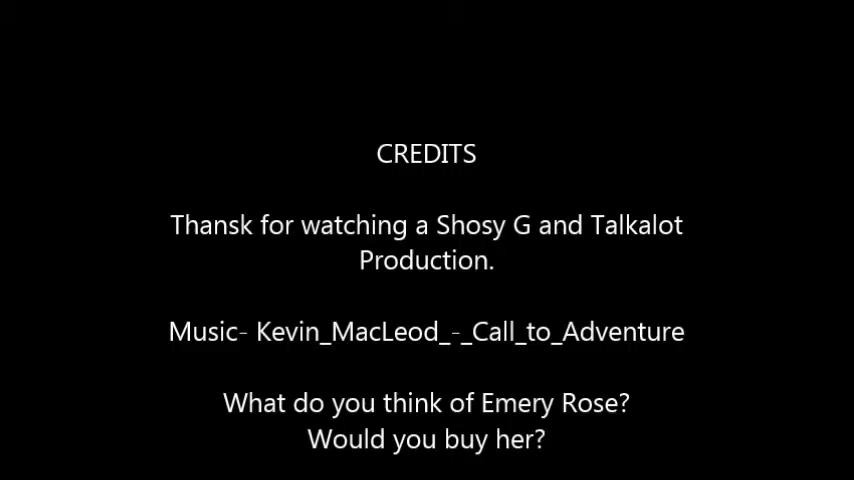 CREDITS
Thansk for watching a Shosy G and Talkalot
Production.
Music- Kevin_MacLeod_-_Call_to_Adventure
What do you think of Emery Rose?
Would you buy her?